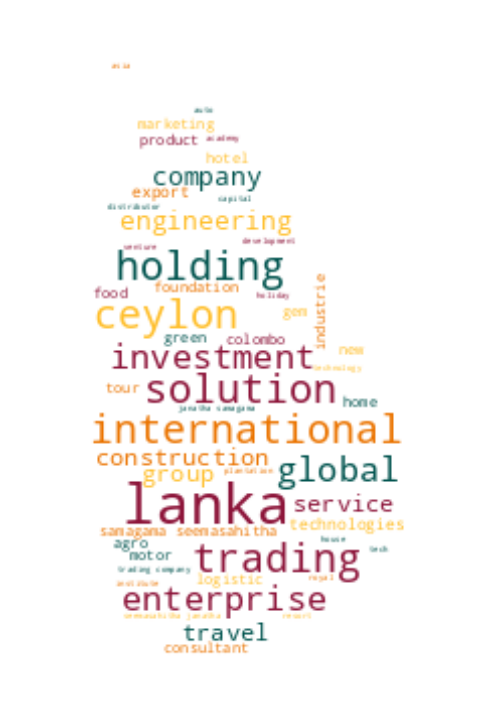 asia
auto
marketing
product academy
hotel
company
export
capital
distributor
engineering
development
venture
holding
foundation
food holiday
industrie
ceylon
gem
green colombo
investment new
technology
solution
tour
home
janatha samagama
international
construction
group plantation global
lanka
service
technologies
samagama seemasahitha
house
agro
motor trading tech
trading company
logistic royal
institute
enterprise
seemasahitha janatha resort
travel
consultant